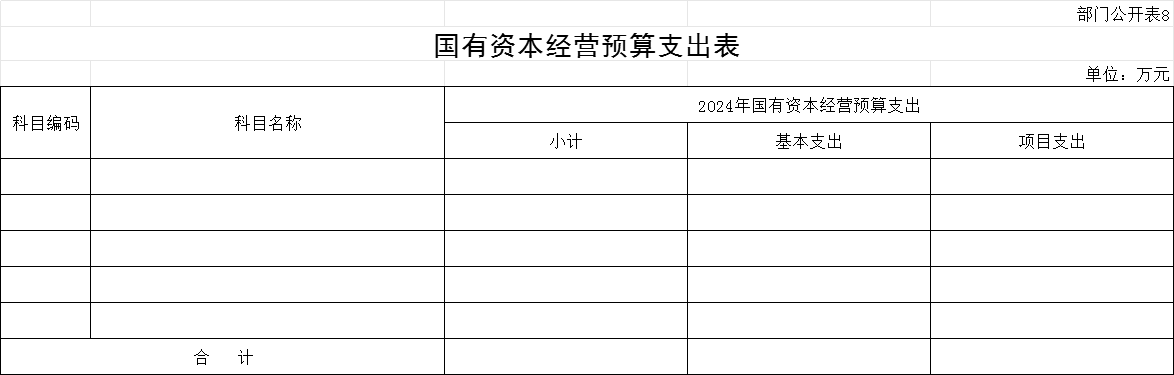 部门公开表8
国有资本经营预算支出表
单位：万元
科目编码 科目名称 2024年国有资本经营预算支出
小计 基本支出 项目支出
合 计